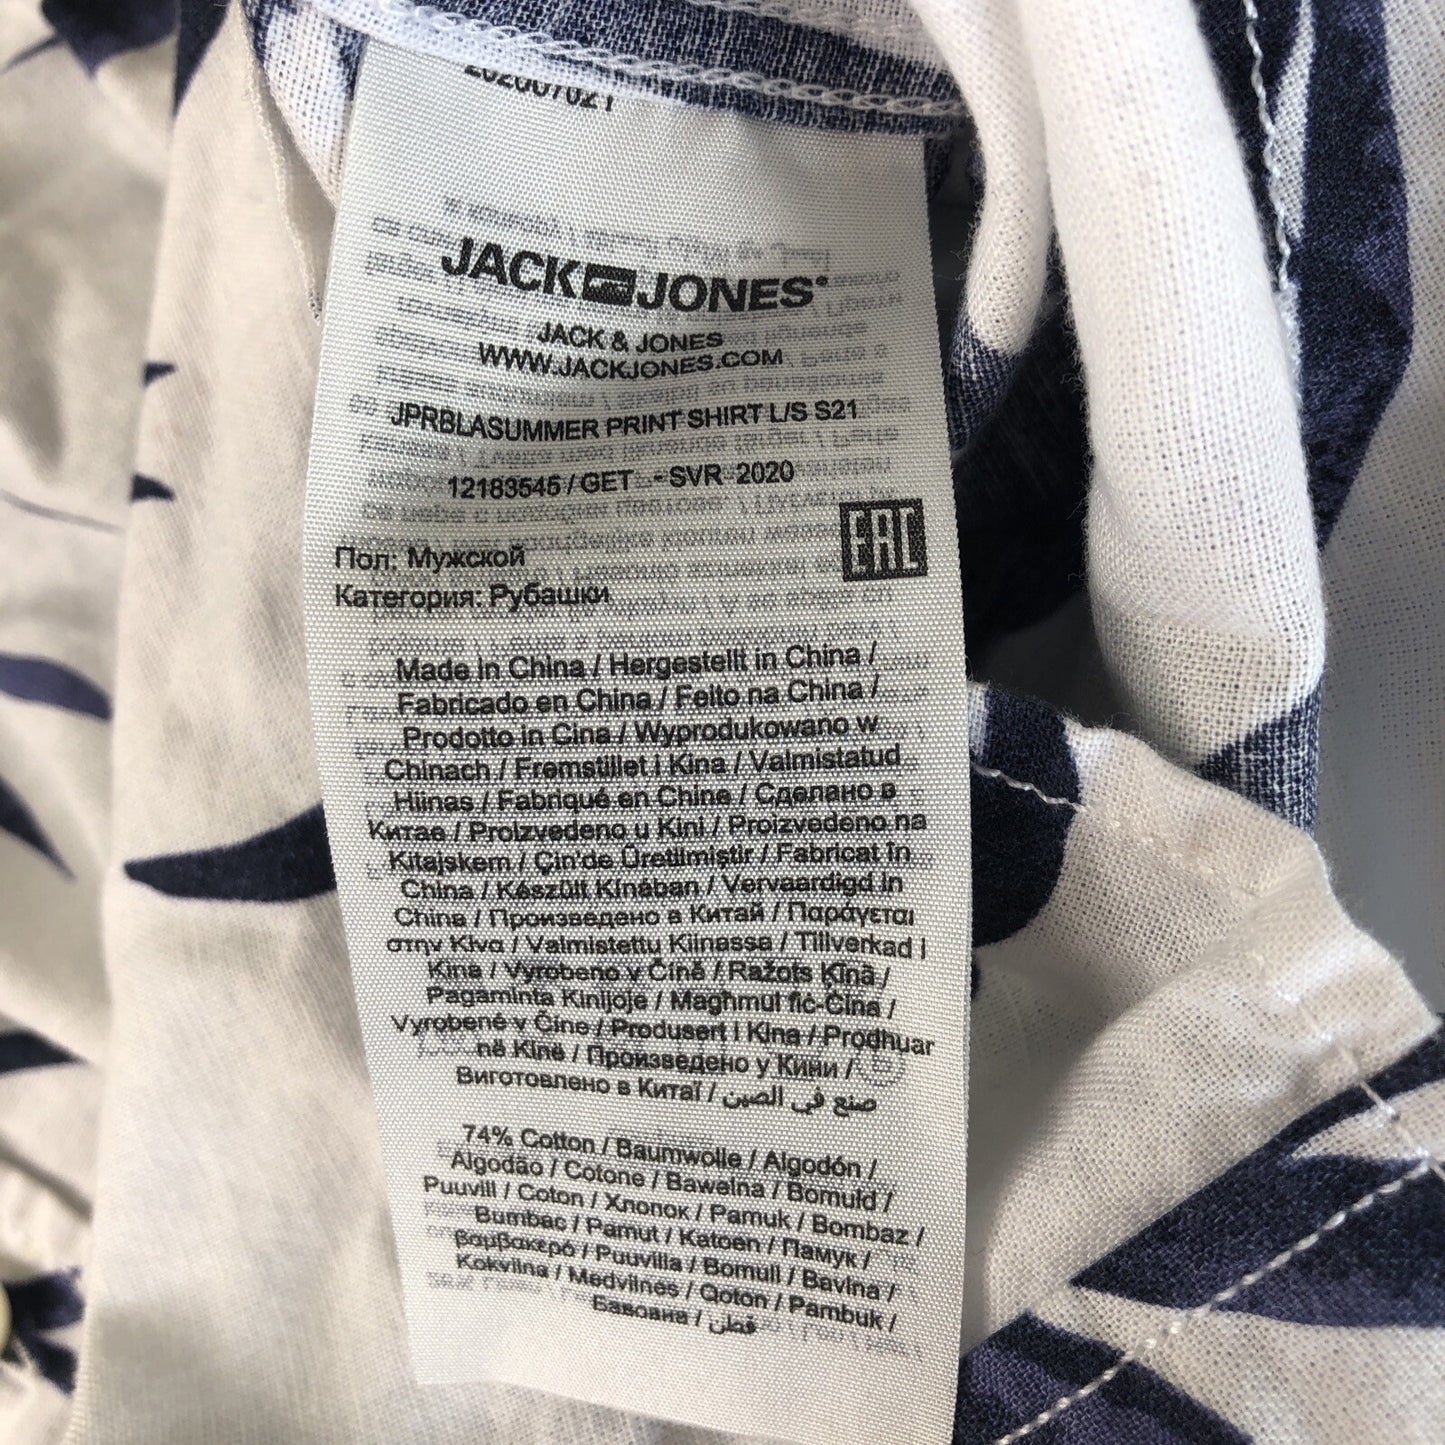 JACK JONES
JACK & JONES
WWW.JACKJONES.COM
JPRBLASUMMER PRINT SHIRT L/S S21
12183545 / GET - SVR 2020
EAC
Пол: Мужской
Категория: Рубашки
Made in China / Hergestellt in China /
Fabricado en China / Feito na China /
Prodotto in Cina / Wyprodukowano w
Chinach / Fremstillet i Kina / Valmistatud
Hiinas / Fabriqué en Chine / Сделано в
Китае / Proizvedeno u Kini / Proizvedeno na
Kitajskem / Çin'de Üretilmiştir / Fabricat în
China / Készült Kínában / Vervaardigd in
China / Произведено в Китай / Παράγεται
στην Κίνα / Valmistettu Kiinassa / Tillverkad i
Kina / Vyrobeno v Číně / Ražots Ķīnā /
Pagaminta Kinijoje / Magħmul fiċ-Ċina /
Vyrobené v Číne / Produsert i Kina / Prodhuar
në Kinë / Произведено у Кини /
Виготовлено в Китаї / صنع في الصين
74% Cotton / Baumwolle / Algodón /
Algodão / Cotone / Bawełna / Bomuld /
Puuvill / Coton / Хлопок / Pamuk / Bombaž /
Bumbac / Pamut / Katoen / Памук /
Βαμβακερό / Puuvilla / Bomull / Bavlna /
Kokvilna / Medvilnės / Qoton / Pambuk /
Бавовна / قطن